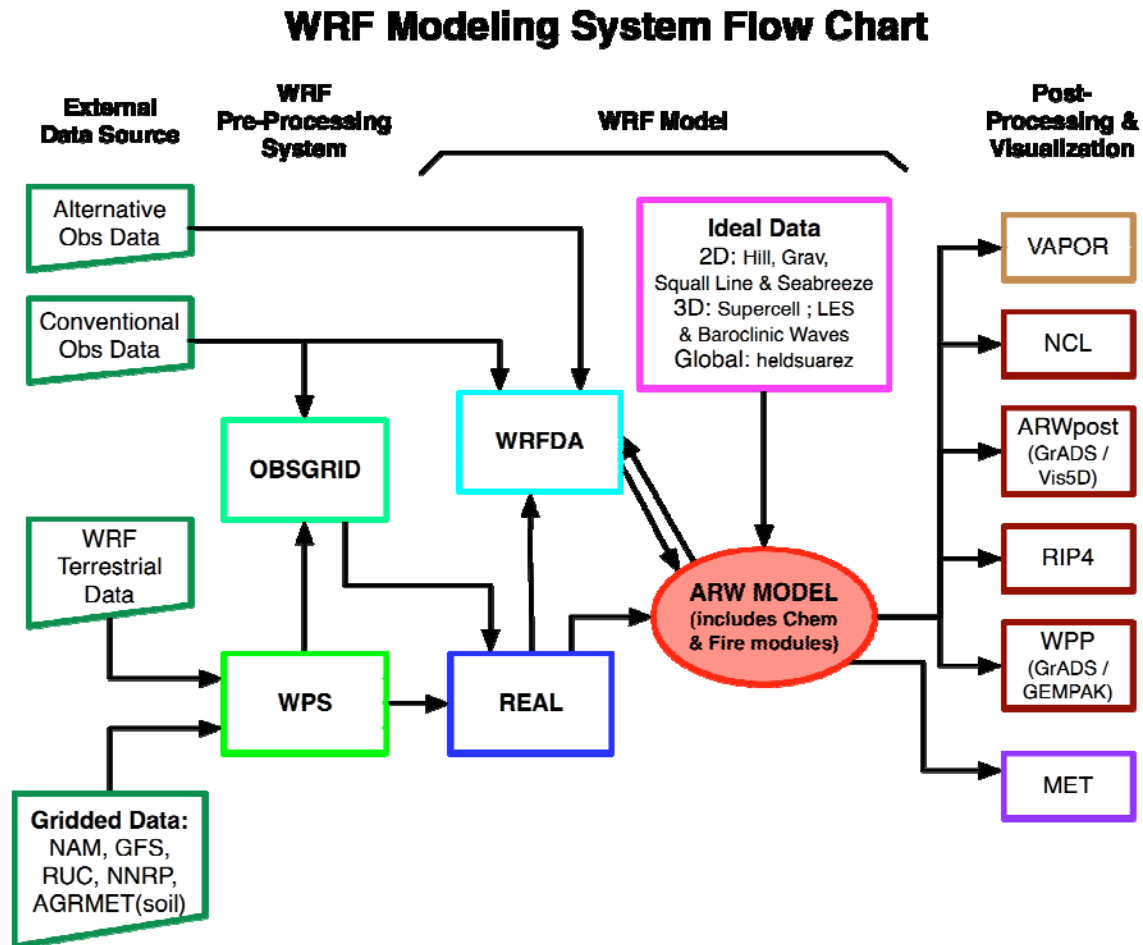 WRF Modeling System Flow Chart
External
Data Source
WRF
Pre-Processing
System
WRF Model
Post-
Processing &
Visualization
Alternative
Obs Data
Conventional
Obs Data
WRF
Terrestrial
Data
Gridded Data:
NAM, GFS,
RUC, NNRP,
AGRMET(soil)
OBSGRID
WPS
WRFDA
REAL
Ideal Data
2D: Hill, Grav,
Squall Line & Seabreeze
3D: Supercell ; LES
& Baroclinic Waves
Global: heldsuarez
ARW MODEL
(includes Chem
& Fire modules)
VAPOR
NCL
ARWpost
(GrADS /
Vis5D)
RIP4
WPP
(GrADS /
GEMPAK)
MET